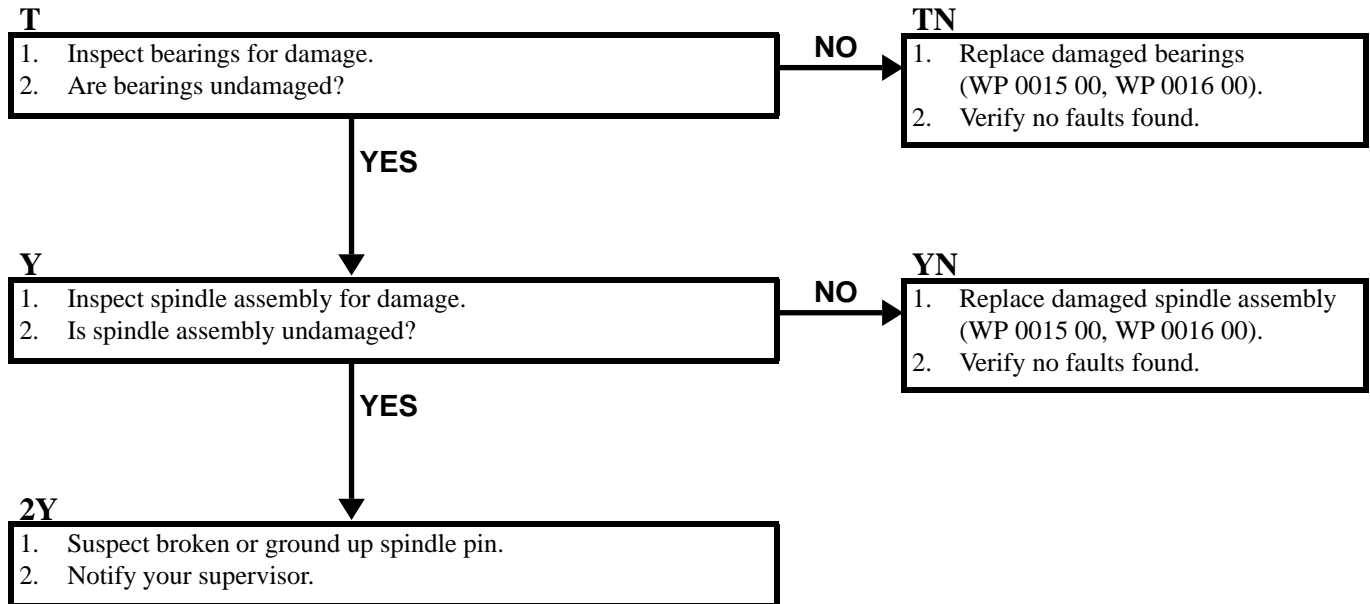 T
1. Inspect bearings for damage.
2. Are bearings undamaged?
NO
TN
1. Replace damaged bearings
(WP 0015 00, WP 0016 00).
2. Verify no faults found.
YES
Y
1. Inspect spindle assembly for damage.
2. Is spindle assembly undamaged?
NO
YN
1. Replace damaged spindle assembly
(WP 0015 00, WP 0016 00).
2. Verify no faults found.
YES
2Y
1. Suspect broken or ground up spindle pin.
2. Notify your supervisor.